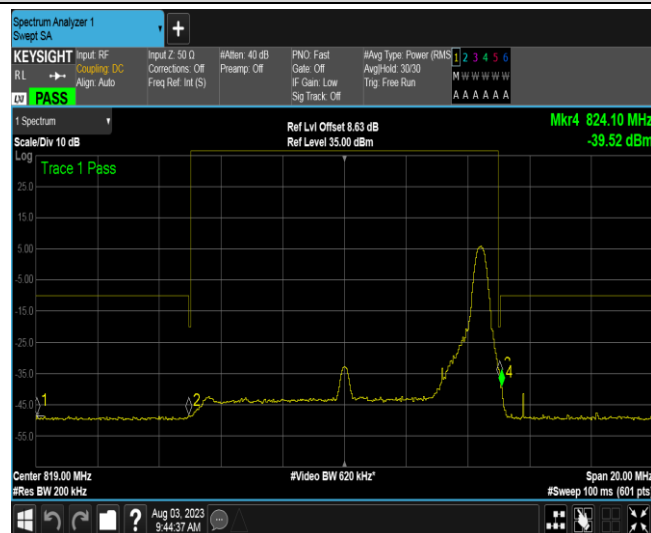 Spectrum Analyzer 1
Swept SA
+
KEYSIGHT Input: RF Input Z: 50 Ω #Atten: 40 dB PNO: Fast #Avg Type: Power (RMS 1 2 3 4 5 6
RL Coupling: DC Corrections: Off Preamp: Off Gate: Off Avg|Hold: 30/30 M W W W W W
Align: Auto Freq Ref: Int (S) IF Gain: Low Trig: Free Run
Sig Track: Off A A A A A A
LXI PASS
1 Spectrum Ref Lvl Offset 8.63 dB Mkr4 824.10 MHz
Scale/Div 10 dB Ref Level 35.00 dBm -39.52 dBm
Log
Trace 1 Pass
25.0
15.0
5.00
-5.00
-15.0
-25.0
-35.0
-45.0
-55.0
1
2
4
Center 819.00 MHz #Video BW 620 kHz* Span 20.00 MHz
#Res BW 200 kHz #Sweep 100 ms (601 pts)
? Aug 03, 2023
9:44:37 AM